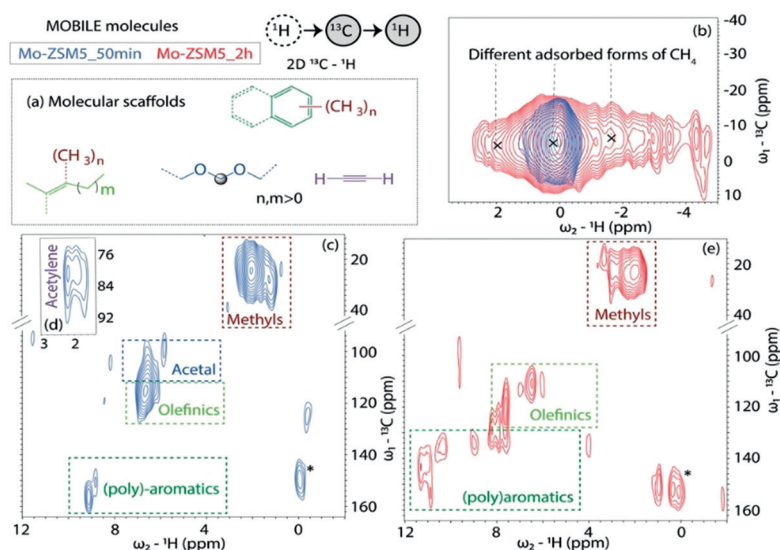 MOBILE molecules
Mo-ZSM5_50min Mo-ZSM5_2h
¹H ¹³C ¹H
2D ¹³C - ¹H
(a) Molecular scaffolds
(CH₃)ₙ
(CH₃)ₙ
m
O O
n,m>0
H H
(b)
Different adsorbed forms of CH₄
-40
-30
-20
-10
0
10
ω₁ - ¹³C (ppm)
2 0 -2 -4
ω₂ - ¹H (ppm)
(c)
Acetylene
76
84
92
(d)
3 2
Methyls
Acetal
Olefinics
(poly)-aromatics
*
20
40
100
120
140
160
ω₁ - ¹³C (ppm)
12 8 4 0
ω₂ - ¹H (ppm)
(e)
Methyls
Olefinics
(poly)aromatics
*
20
40
100
120
140
160
ω₁ - ¹³C (ppm)
12 8 4 0
ω₂ - ¹H (ppm)